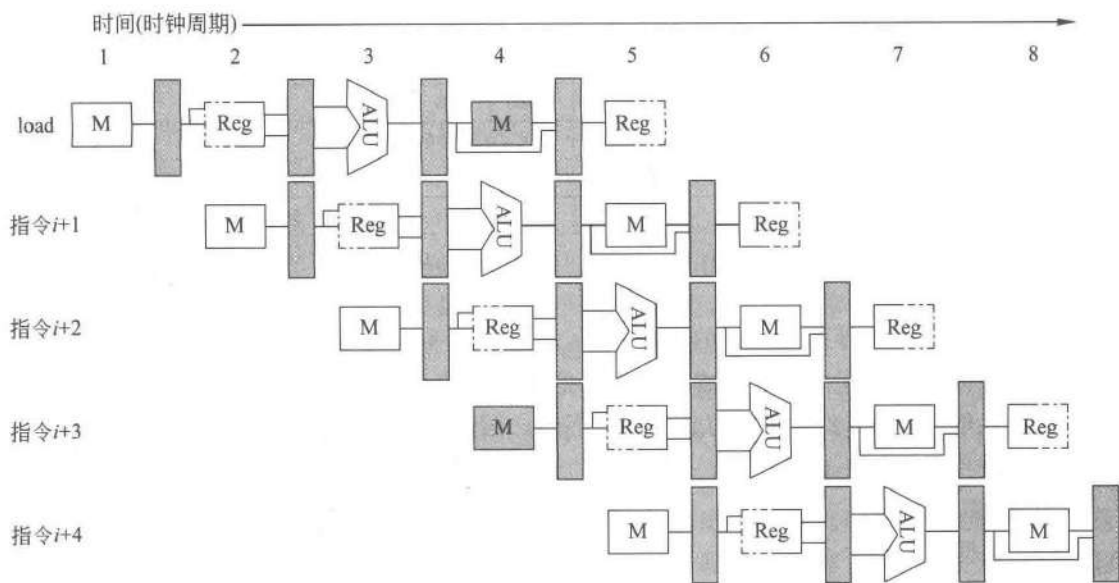 时间(时钟周期)
1 2 3 4 5 6 7 8
load M Reg ALU M Reg
指令i+1 M Reg ALU M Reg
指令i+2 M Reg ALU M Reg
指令i+3 M Reg ALU M Reg
指令i+4 M Reg ALU M